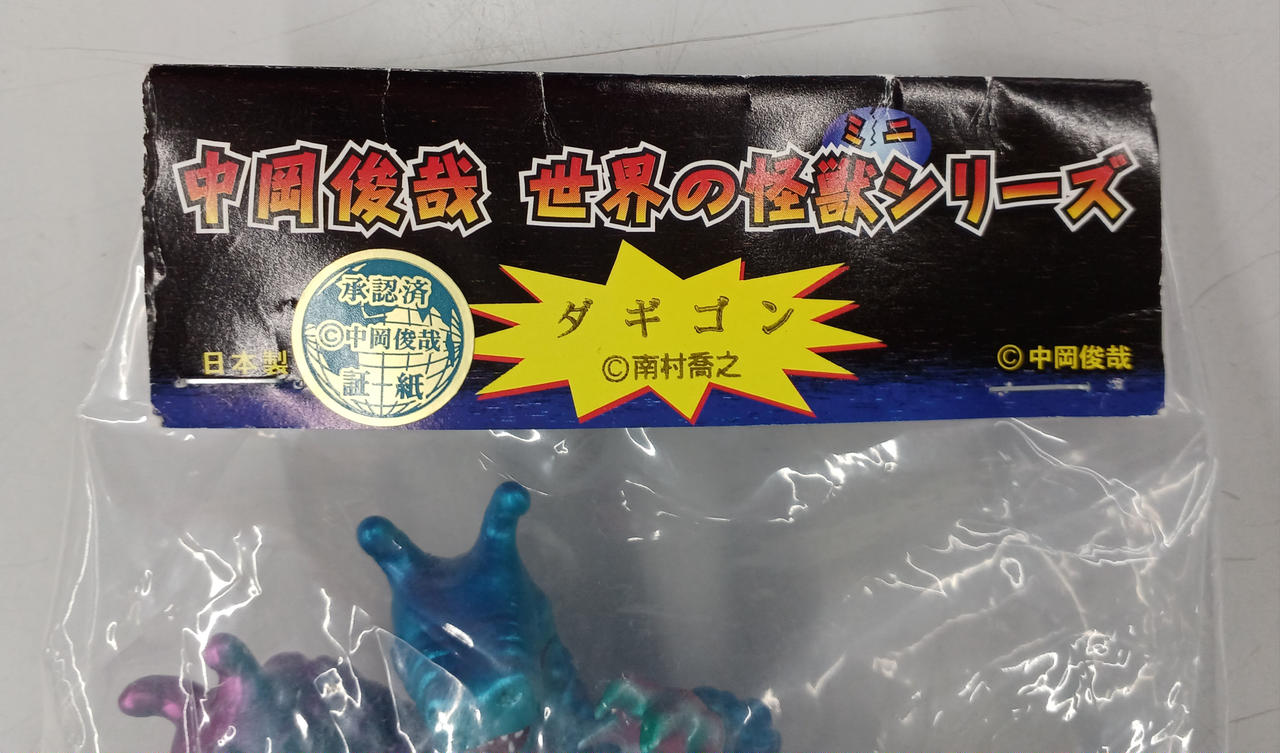 ミニ
中岡俊哉 世界の怪獣シリーズ
承認済
©中岡俊哉
証 紙
ダギゴン
©南村喬之
日本製
©中岡俊哉